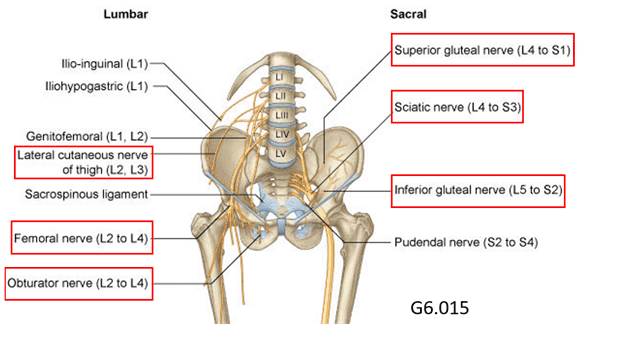 Lumbar
Sacral
Ilio-inguinal (L1)
Iliohypogastric (L1)
Genitofemoral (L1, L2)
Lateral cutaneous nerve
of thigh (L2, L3)
Sacrospinous ligament
Femoral nerve (L2 to L4)
Obturator nerve (L2 to L4)
LI
LII
LIII
LIV
LV
Superior gluteal nerve (L4 to S1)
Sciatic nerve (L4 to S3)
Inferior gluteal nerve (L5 to S2)
Pudendal nerve (S2 to S4)
G6.015